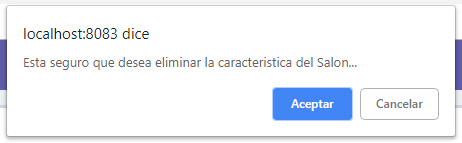 localhost:8083 dice
Esta seguro que desea eliminar la caracteristica del Salon...
Aceptar
Cancelar